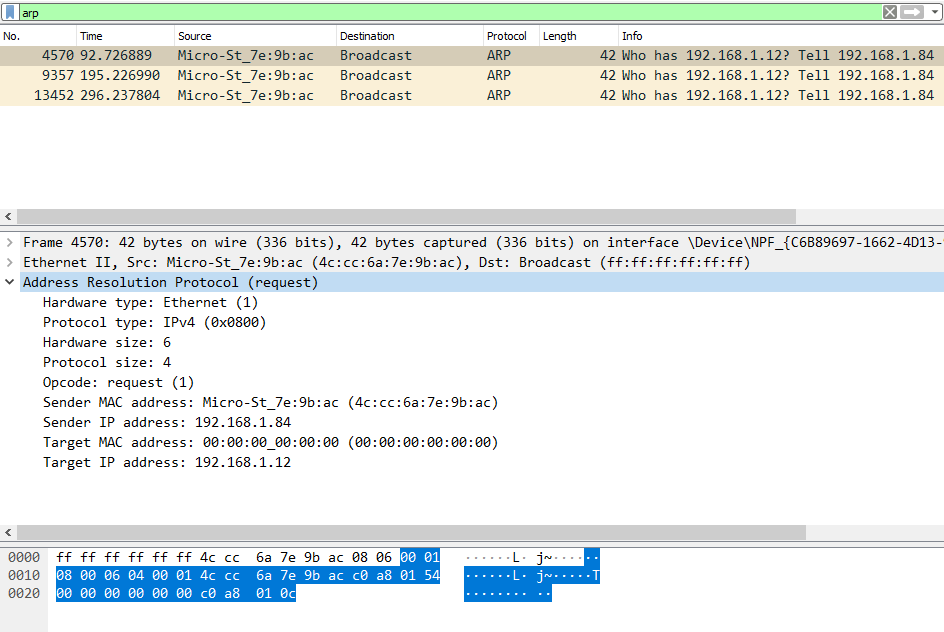 arp
No. Time Source Destination Protocol Length Info
4570 92.726889 Micro-St_7e:9b:ac Broadcast ARP 42 Who has 192.168.1.12? Tell 192.168.1.84
9357 195.226990 Micro-St_7e:9b:ac Broadcast ARP 42 Who has 192.168.1.12? Tell 192.168.1.84
13452 296.237804 Micro-St_7e:9b:ac Broadcast ARP 42 Who has 192.168.1.12? Tell 192.168.1.84
Frame 4570: 42 bytes on wire (336 bits), 42 bytes captured (336 bits) on interface \Device\NPF_{C6B89697-1662-4D13-
Ethernet II, Src: Micro-St_7e:9b:ac (4c:cc:6a:7e:9b:ac), Dst: Broadcast (ff:ff:ff:ff:ff:ff)
Address Resolution Protocol (request)
Hardware type: Ethernet (1)
Protocol type: IPv4 (0x0800)
Hardware size: 6
Protocol size: 4
Opcode: request (1)
Sender MAC address: Micro-St_7e:9b:ac (4c:cc:6a:7e:9b:ac)
Sender IP address: 192.168.1.84
Target MAC address: 00:00:00_00:00:00 (00:00:00:00:00:00)
Target IP address: 192.168.1.12
0000 ff ff ff ff ff ff 4c cc 6a 7e 9b ac 08 06 00 01 ······L· j~······
0010 08 00 06 04 00 01 4c cc 6a 7e 9b ac c0 a8 01 54 ······L· j~·····T
0020 00 00 00 00 00 00 c0 a8 01 0c ········ ··